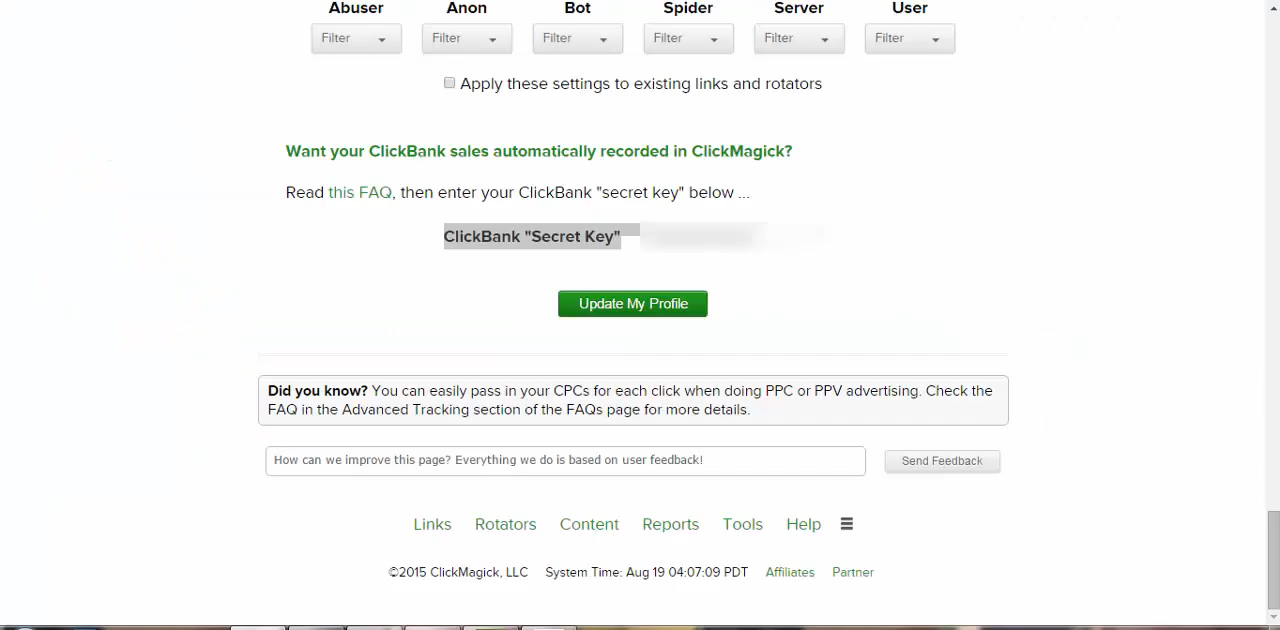 Abuser Anon Bot Spider Server User
Filter Filter Filter Filter Filter Filter
Apply these settings to existing links and rotators
Want your ClickBank sales automatically recorded in ClickMagick?
Read this FAQ, then enter your ClickBank "secret key" below ...
ClickBank "Secret Key"
Update My Profile
Did you know? You can easily pass in your CPCs for each click when doing PPC or PPV advertising. Check the
FAQ in the Advanced Tracking section of the FAQs page for more details.
How can we improve this page? Everything we do is based on user feedback! Send Feedback
Links Rotators Content Reports Tools Help
©2015 ClickMagick, LLC System Time: Aug 19 04:07:09 PDT Affiliates Partner